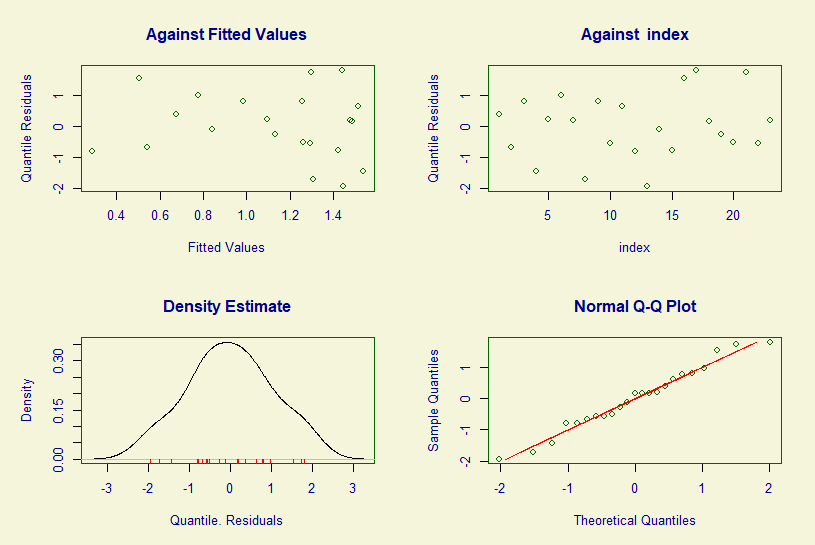 Against Fitted Values
Quantile Residuals
-2 -1 0 1
0.4 0.6 0.8 1.0 1.2 1.4
Fitted Values
Against index
Quantile Residuals
-2 -1 0 1
5 10 15 20
index
Density Estimate
Density
0.00 0.15 0.30
-3 -2 -1 0 1 2 3
Quantile. Residuals
Normal Q-Q Plot
Sample Quantiles
-2 -1 0 1
-2 -1 0 1 2
Theoretical Quantiles